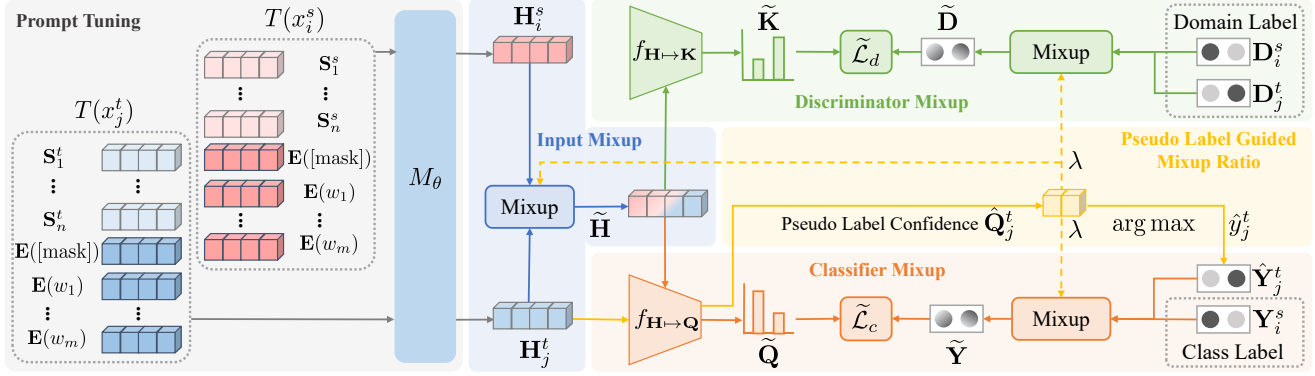 Prompt Tuning
T(x_i^s)
S_1^s
⋮
S_n^s
E([mask])
E(w_1)
⋮
E(w_m)
T(x_j^t)
S_1^t
⋮
S_n^t
E([mask])
E(w_1)
⋮
E(w_m)
M_θ
H_i^s
Input Mixup
Mixup
H̃
H_j^t
f_{H↦K}
K̃
L̃_d
D̃
Mixup
Domain Label
D_i^s
D_j^t
Discriminator Mixup
Pseudo Label Guided
Mixup Ratio
λ
Pseudo Label Confidence Q̂_j^t
λ
arg max
ŷ_j^t
Classifier Mixup
f_{H↦Q}
Q̃
L̃_c
Ỹ
Mixup
Ŷ_j^t
Y_i^s
Class Label